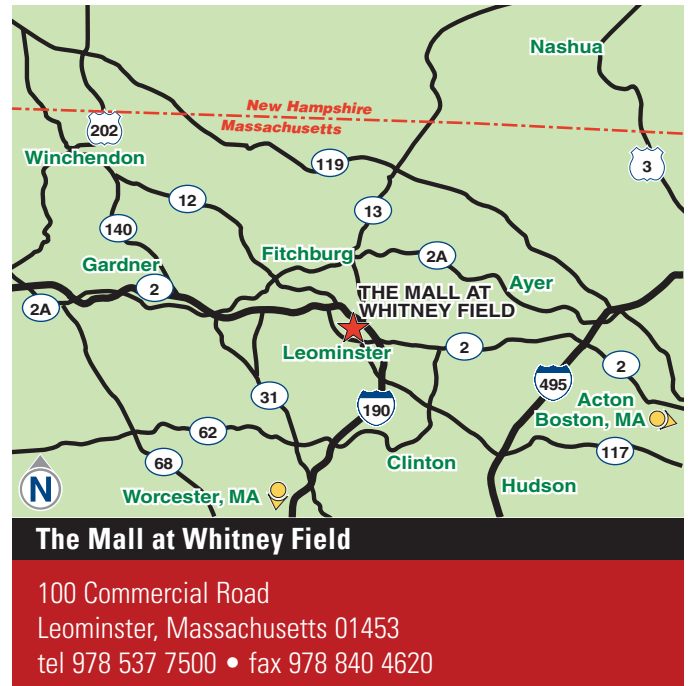 Nashua
New Hampshire
Massachusetts
202
Winchendon
119
3
12
13
140
Fitchburg
2A
Gardner
2
Ayer
2A
THE MALL AT
WHITNEY FIELD
Leominster
2
2
495
31
190
Acton
Boston, MA
62
117
68
Clinton
Hudson
N
Worcester, MA
The Mall at Whitney Field
100 Commercial Road
Leominster, Massachusetts 01453
tel 978 537 7500 • fax 978 840 4620